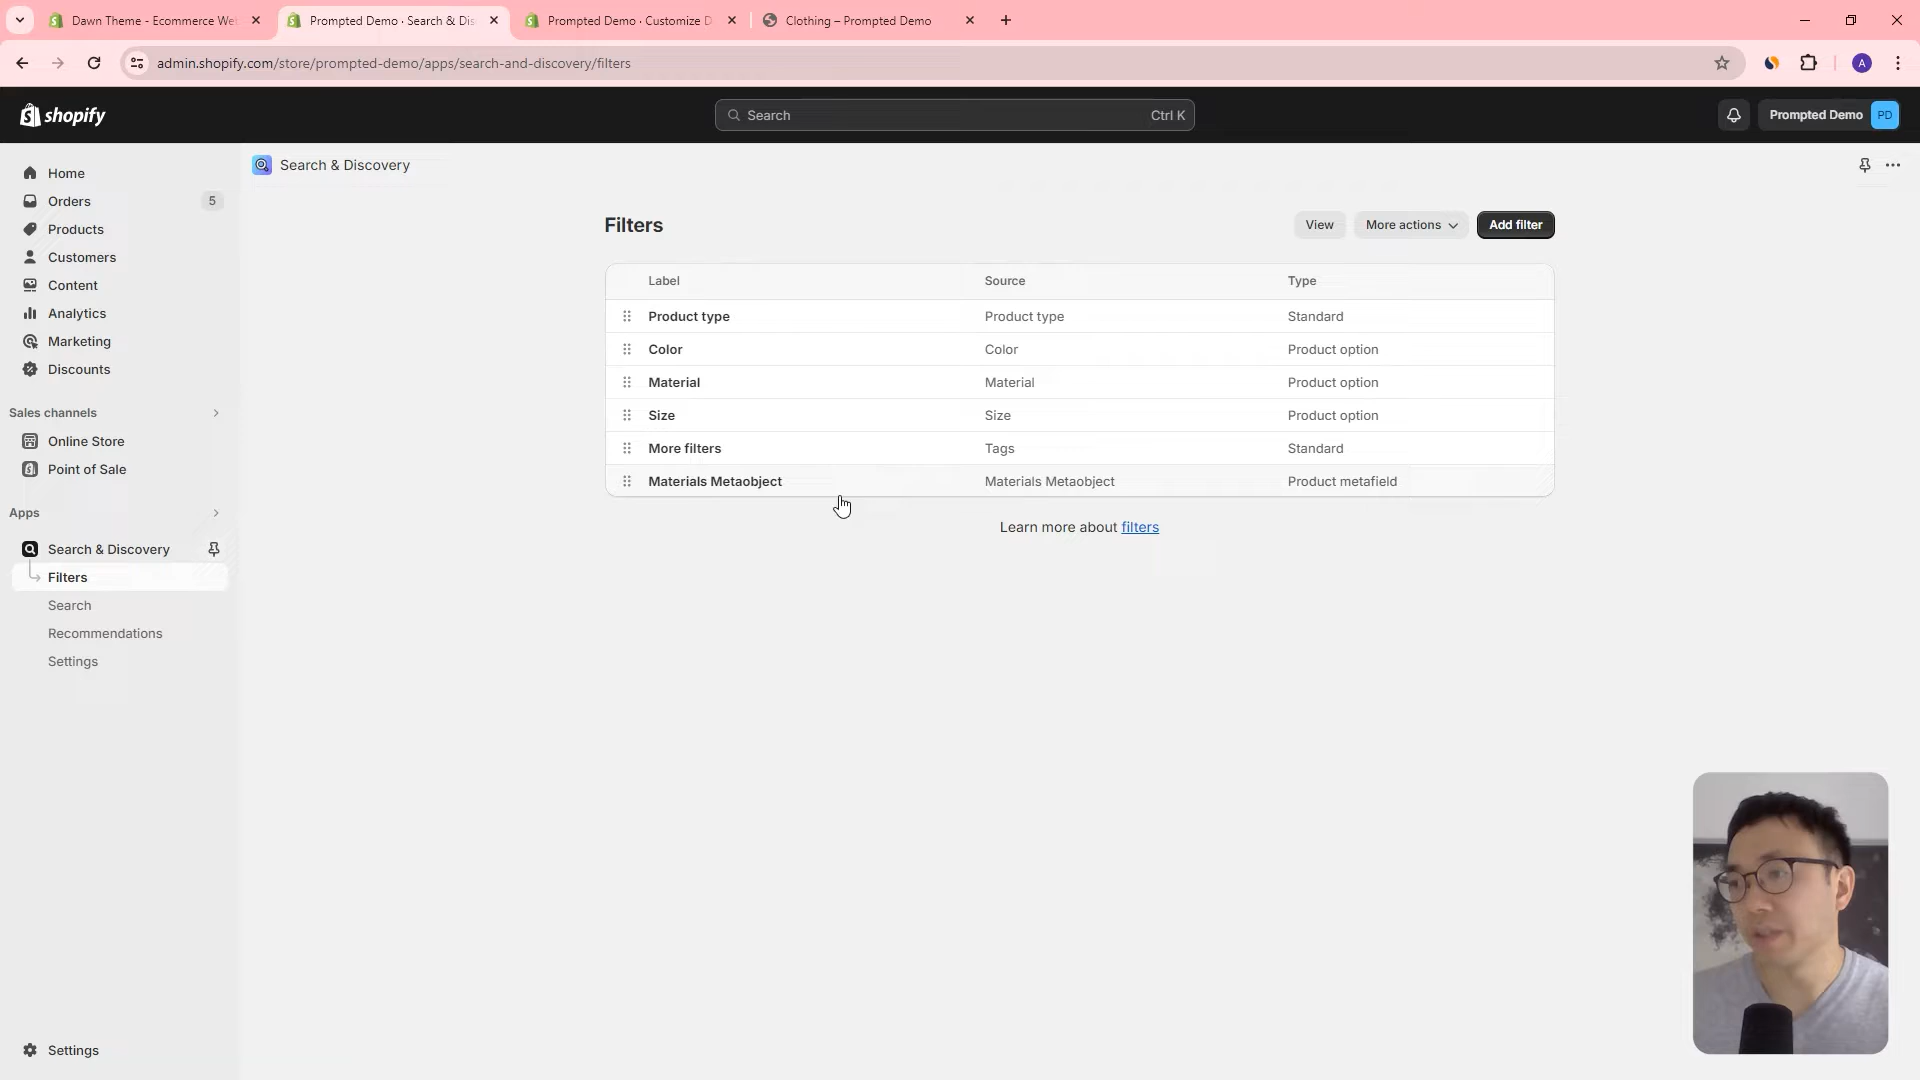 Dawn Theme - Ecommerce We
Prompted Demo · Search & Dis
Prompted Demo · Customize D
Clothing – Prompted Demo
admin.shopify.com/store/prompted-demo/apps/search-and-discovery/filters
A
shopify
Search
Ctrl K
Prompted Demo
PD
Home
Orders
5
Products
Customers
Content
Analytics
Marketing
Discounts
Sales channels
Online Store
Point of Sale
Apps
Search & Discovery
Filters
Search
Recommendations
Settings
Settings
Search & Discovery
Filters
View
More actions
Add filter
Label Source Type
Product type Product type Standard
Color Color Product option
Material Material Product option
Size Size Product option
More filters Tags Standard
Materials Metaobject Materials Metaobject Product metafield
Learn more about filters